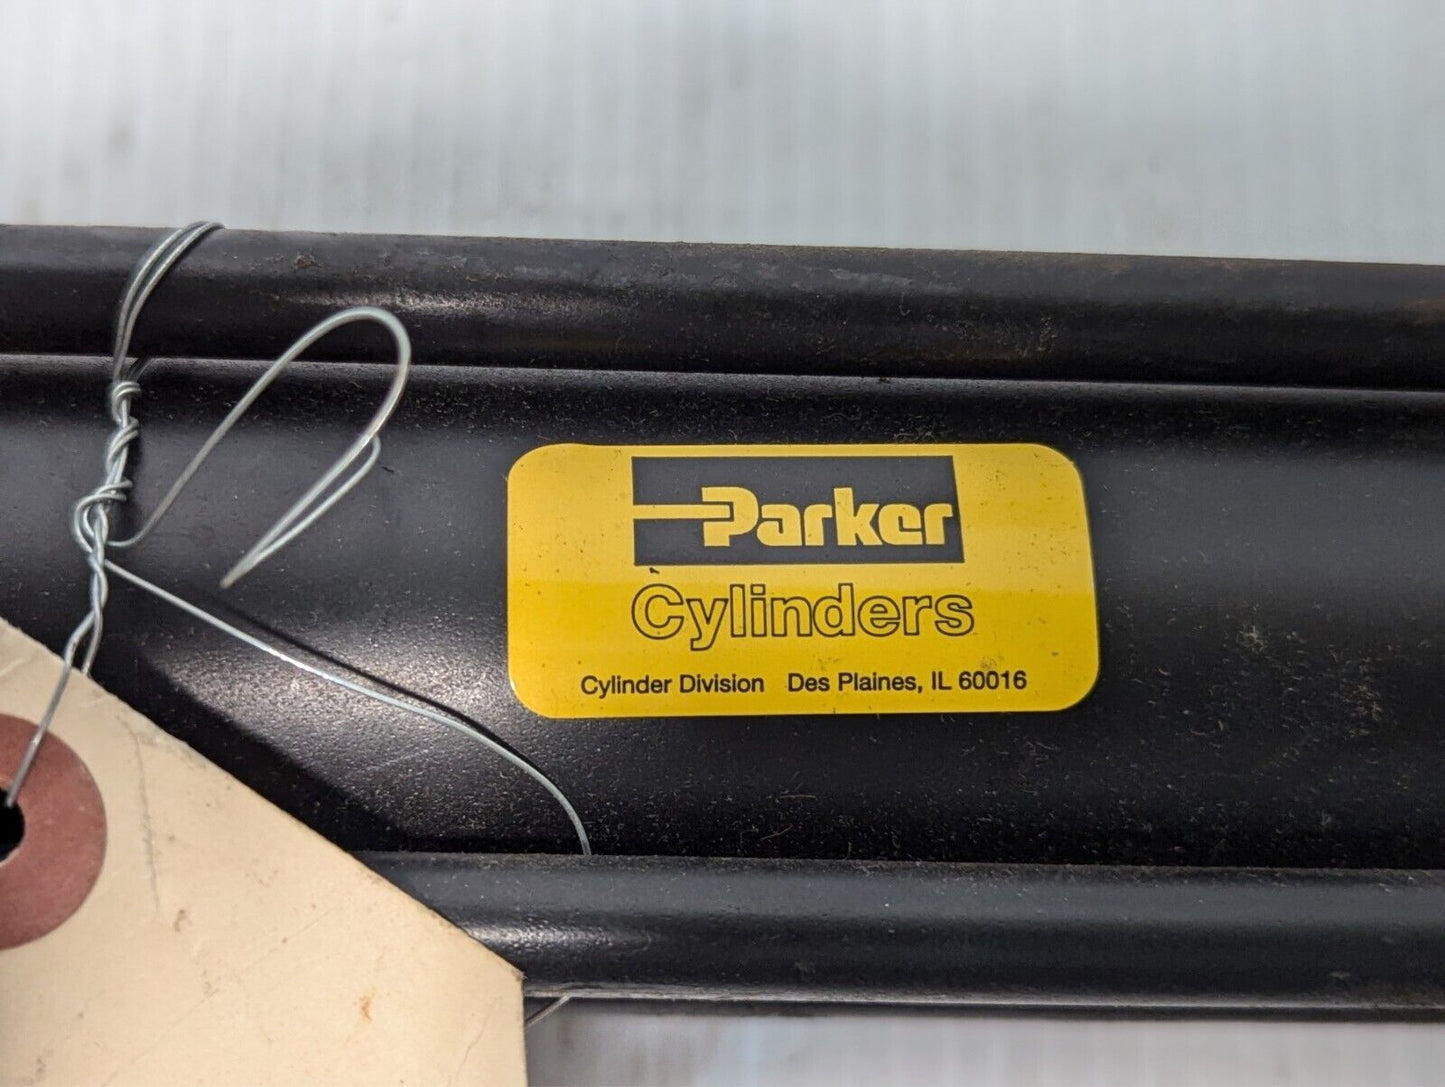 Parker
Cylinders
Cylinder Division Des Plaines, IL 60016